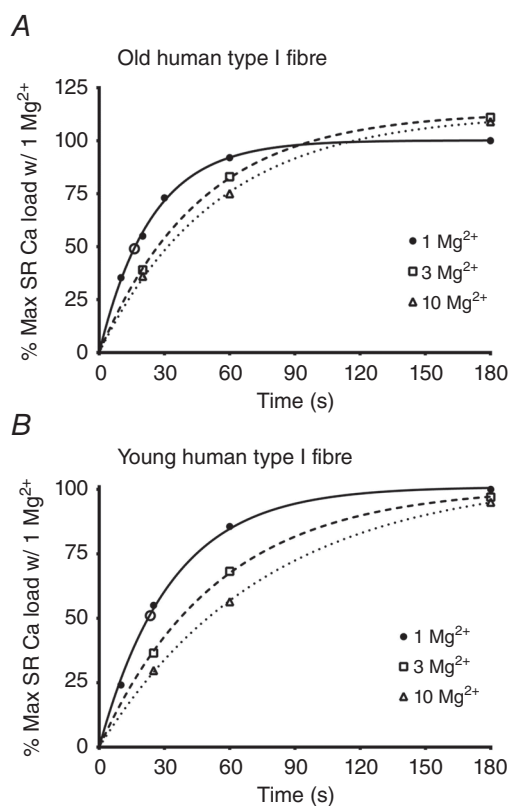 A
Old human type I fibre
% Max SR Ca load w/ 1 Mg²⁺
125
100
75
50
25
0
1 Mg²⁺
3 Mg²⁺
10 Mg²⁺
0 30 60 90 120 150 180
Time (s)
B
Young human type I fibre
% Max SR Ca load w/ 1 Mg²⁺
100
75
50
25
0
1 Mg²⁺
3 Mg²⁺
10 Mg²⁺
0 30 60 90 120 150 180
Time (s)